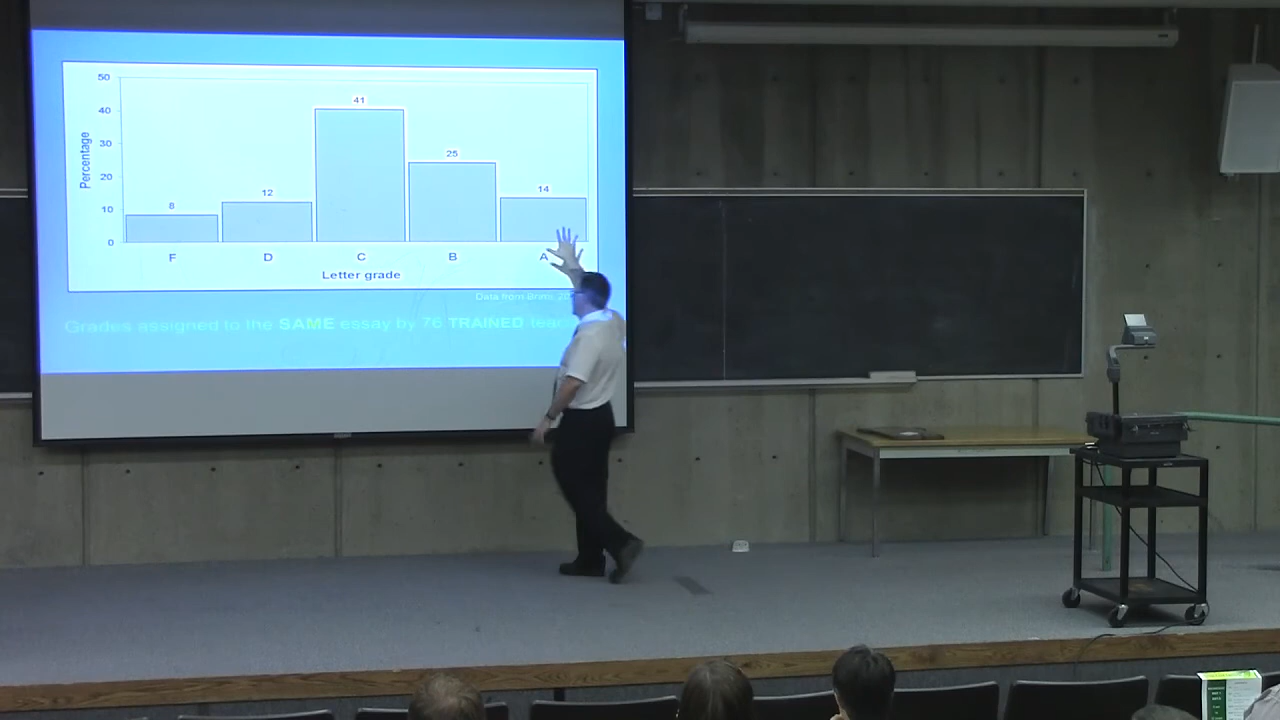 50
40
30
20
10
0
Percentage
8
12
41
25
14
F
D
C
B
A
Letter grade
Data from Brimi,
Grades assigned to the SAME essay by 76 TRAINED